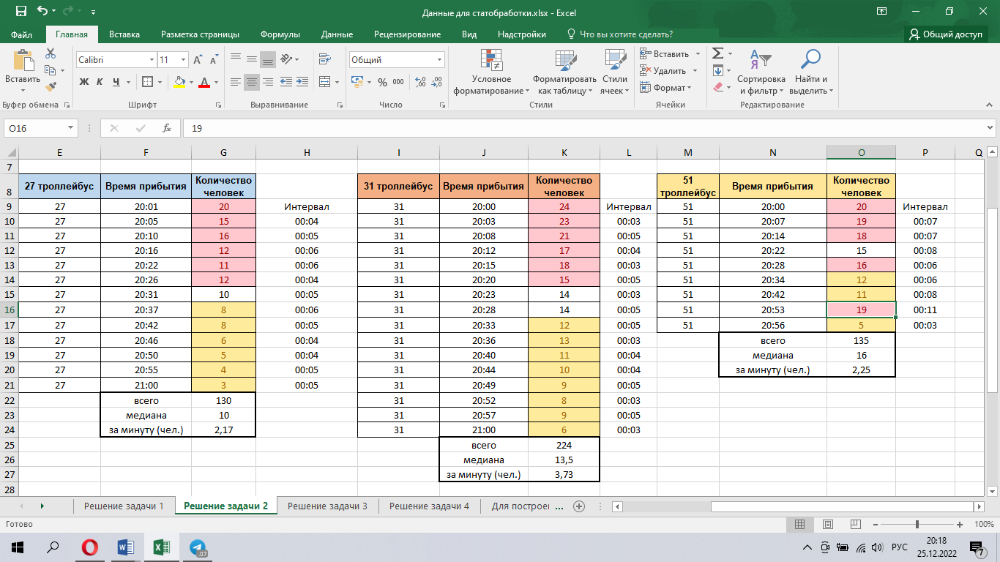 Данные для статобработки.xlsx - Excel
Файл Главная Вставка Разметка страницы Формулы Данные Рецензирование Вид Надстройки Что вы хотите сделать? Общий доступ
Вставить
Calibri 11
Ж К Ч
Общий
% 000
Условное форматирование
Форматировать как таблицу
Стили ячеек
Вставить
Удалить
Формат
Сортировка и фильтр
Найти и выделить
Буфер обмена Шрифт Выравнивание Число Стили Ячейки Редактирование
O16 fx 19
E F G H I J K L M N O P Q
7
8 27 троллейбус Время прибытия Количество человек 31 троллейбус Время прибытия Количество человек 51 троллейбус Время прибытия Количество человек
9 27 20:01 20 Интервал 31 20:00 24 Интервал 51 20:00 20 Интервал
10 27 20:05 15 00:04 31 20:03 23 00:03 51 20:07 19 00:07
11 27 20:10 16 00:05 31 20:08 21 00:05 51 20:14 18 00:07
12 27 20:16 12 00:06 31 20:12 17 00:04 51 20:22 15 00:08
13 27 20:22 11 00:06 31 20:15 18 00:03 51 20:28 16 00:06
14 27 20:26 12 00:04 31 20:20 15 00:05 51 20:34 12 00:06
15 27 20:31 10 00:05 31 20:23 14 00:03 51 20:42 11 00:08
16 27 20:37 8 00:06 31 20:28 14 00:05 51 20:53 19 00:11
17 27 20:42 8 00:05 31 20:33 12 00:05 51 20:56 5 00:03
18 27 20:46 6 00:04 31 20:36 13 00:03 всего 135
19 27 20:50 5 00:04 31 20:40 11 00:04 медиана 16
20 27 20:55 4 00:05 31 20:44 10 00:04 за минуту (чел.) 2,25
21 27 21:00 3 00:05 31 20:49 9 00:05
22 всего 130 31 20:52 8 00:03
23 медиана 10 31 20:57 9 00:05
24 за минуту (чел.) 2,17 31 21:00 6 00:03
25 всего 224
26 медиана 13,5
27 за минуту (чел.) 3,73
28
Решение задачи 1 Решение задачи 2 Решение задачи 3 Решение задачи 4 Для построен ...
Готово 100%
.07 РУС 20:18
25.12.2022 7